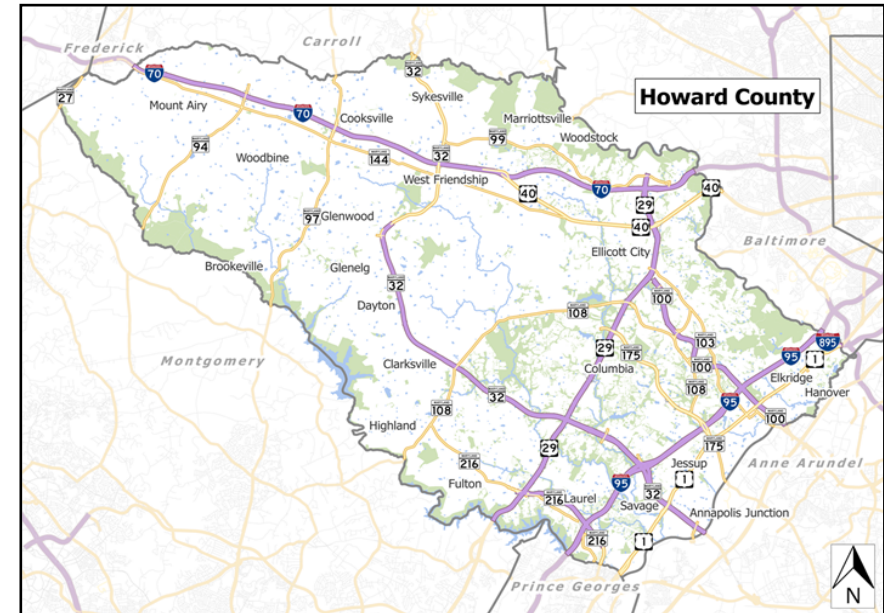 Carroll
Frederick
Howard County
70
32
27
Mount Airy
Sykesville
70
Cooksville
Marriottsville
Woodstock
94
99
Woodbine
144
32
West Friendship
40
70
40
29
97
Glenwood
40
Ellicott City
Baltimore
Brookeville
Glenelg
32
100
Dayton
108
103
895
Montgomery
29
175
95
1
Clarksville
Columbia
100
Elkridge
32
108
Hanover
95
108
100
Highland
29
175
216
Jessup
Anne Arundel
Fulton
95
1
216
Laurel
32
Savage
Annapolis Junction
216
1
Prince Georges
N